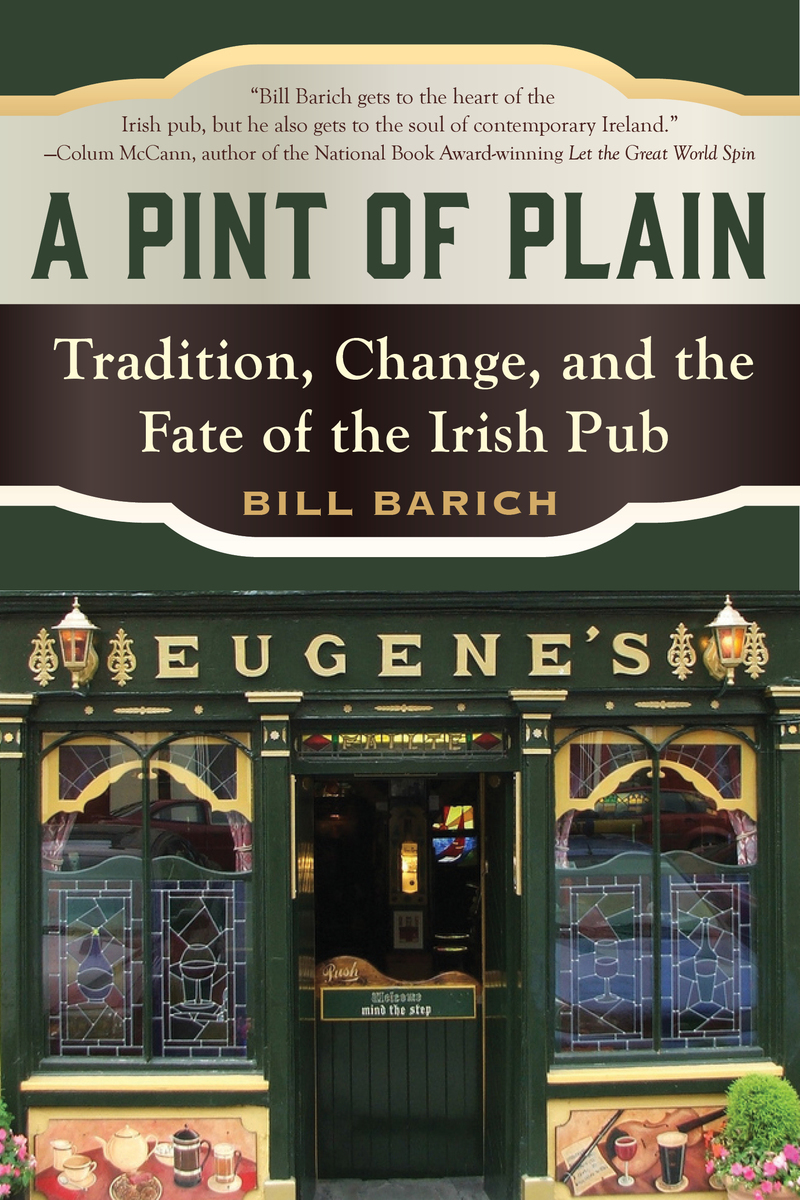 “Bill Barich gets to the heart of the
Irish pub, but he also gets to the soul of contemporary Ireland.”
—Colum McCann, author of the National Book Award-winning Let the Great World Spin
A PINT OF PLAIN
Tradition, Change, and the
Fate of the Irish Pub
BILL BARICH
EUGENE'S
FAILTE
Push
Welcome
mind the step